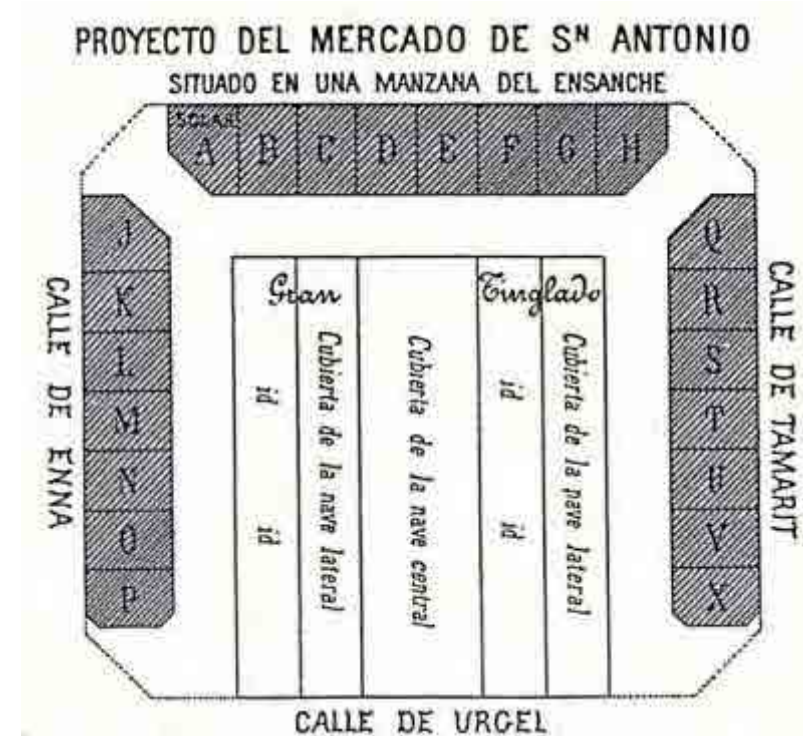 PROYECTO DEL MERCADO DE Sᴺ ANTONIO
SITUADO EN UNA MANZANA DEL ENSANCHE
SOLAR
A B C D E F G H
J
K
L
M
N
O
P
CALLE DE ENNA
Gran Tinglado
id id
Cubierta de la nave lateral
Cubierta de la nave central
id id
Cubierta de la nave lateral
Q
R
S
T
U
V
X
CALLE DE TAMARIT
CALLE DE URGEL